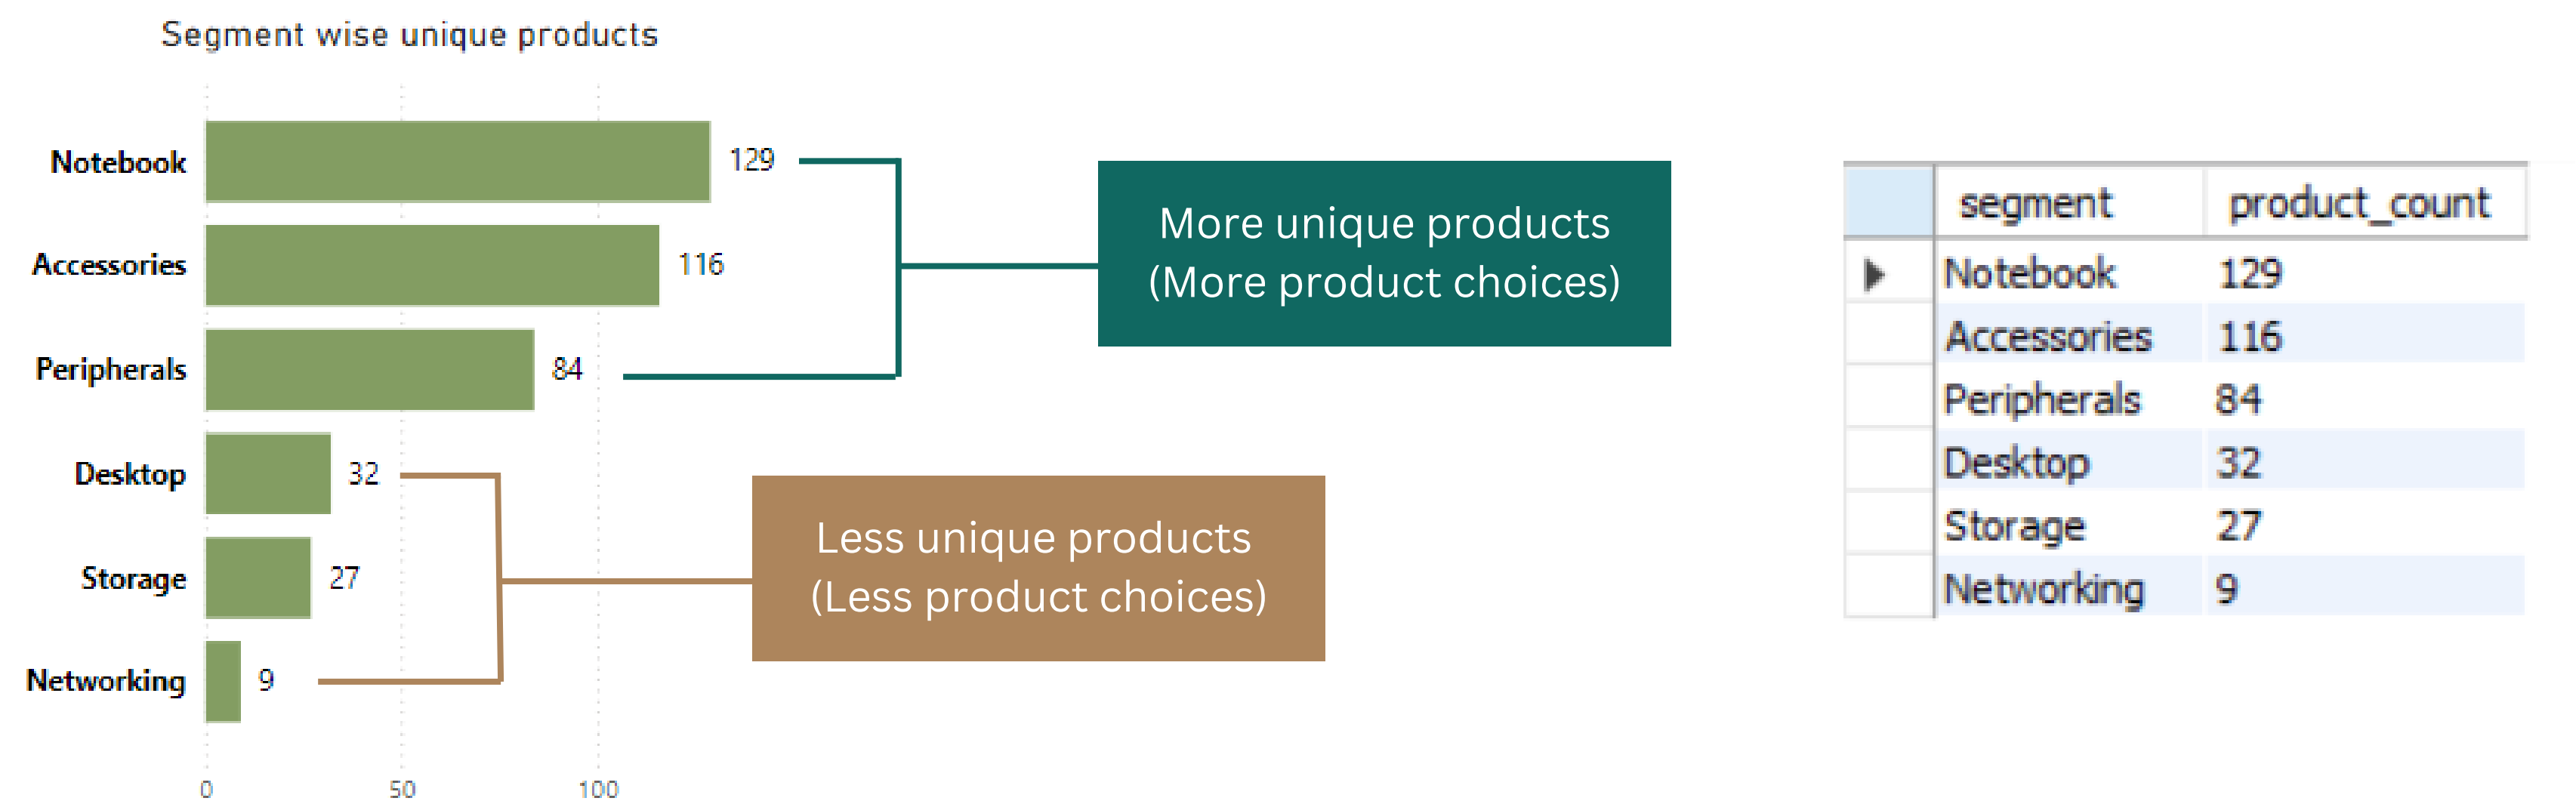 Segment wise unique products
Notebook 129
Accessories 116
Peripherals 84
Desktop 32
Storage 27
Networking 9
0 50 100
More unique products
(More product choices)
Less unique products
(Less product choices)
segment product_count
Notebook 129
Accessories 116
Peripherals 84
Desktop 32
Storage 27
Networking 9